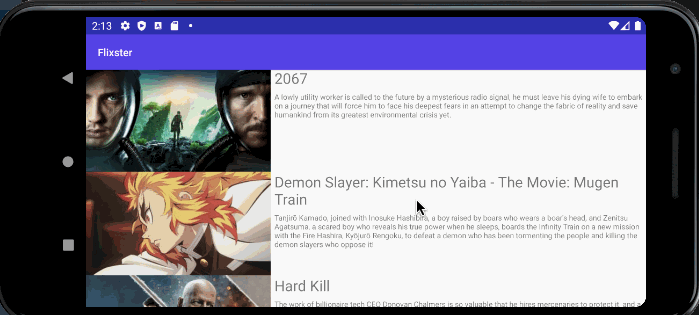 2:13
Flixster
2067
A lowly utility worker is called to the future by a mysterious radio signal, he must leave his dying wife to embark
on a journey that will force him to face his deepest fears in an attempt to change the fabric of reality and save
humankind from its greatest environmental crisis yet.
Demon Slayer: Kimetsu no Yaiba - The Movie: Mugen
Train
Tanjirō Kamado, joined with Inosuke Hashibira, a boy raised by boars who wears a boar's head, and Zenitsu
Agatsuma, a scared boy who reveals his true power when he sleeps, boards the Infinity Train on a new mission
with the Fire Hashira, Kyōjurō Rengoku, to defeat a demon who has been tormenting the people and killing the
demon slayers who oppose it!
Hard Kill
The work of billionaire tech CEO Donovan Chalmers is so valuable that he hires mercenaries to protect it, and a